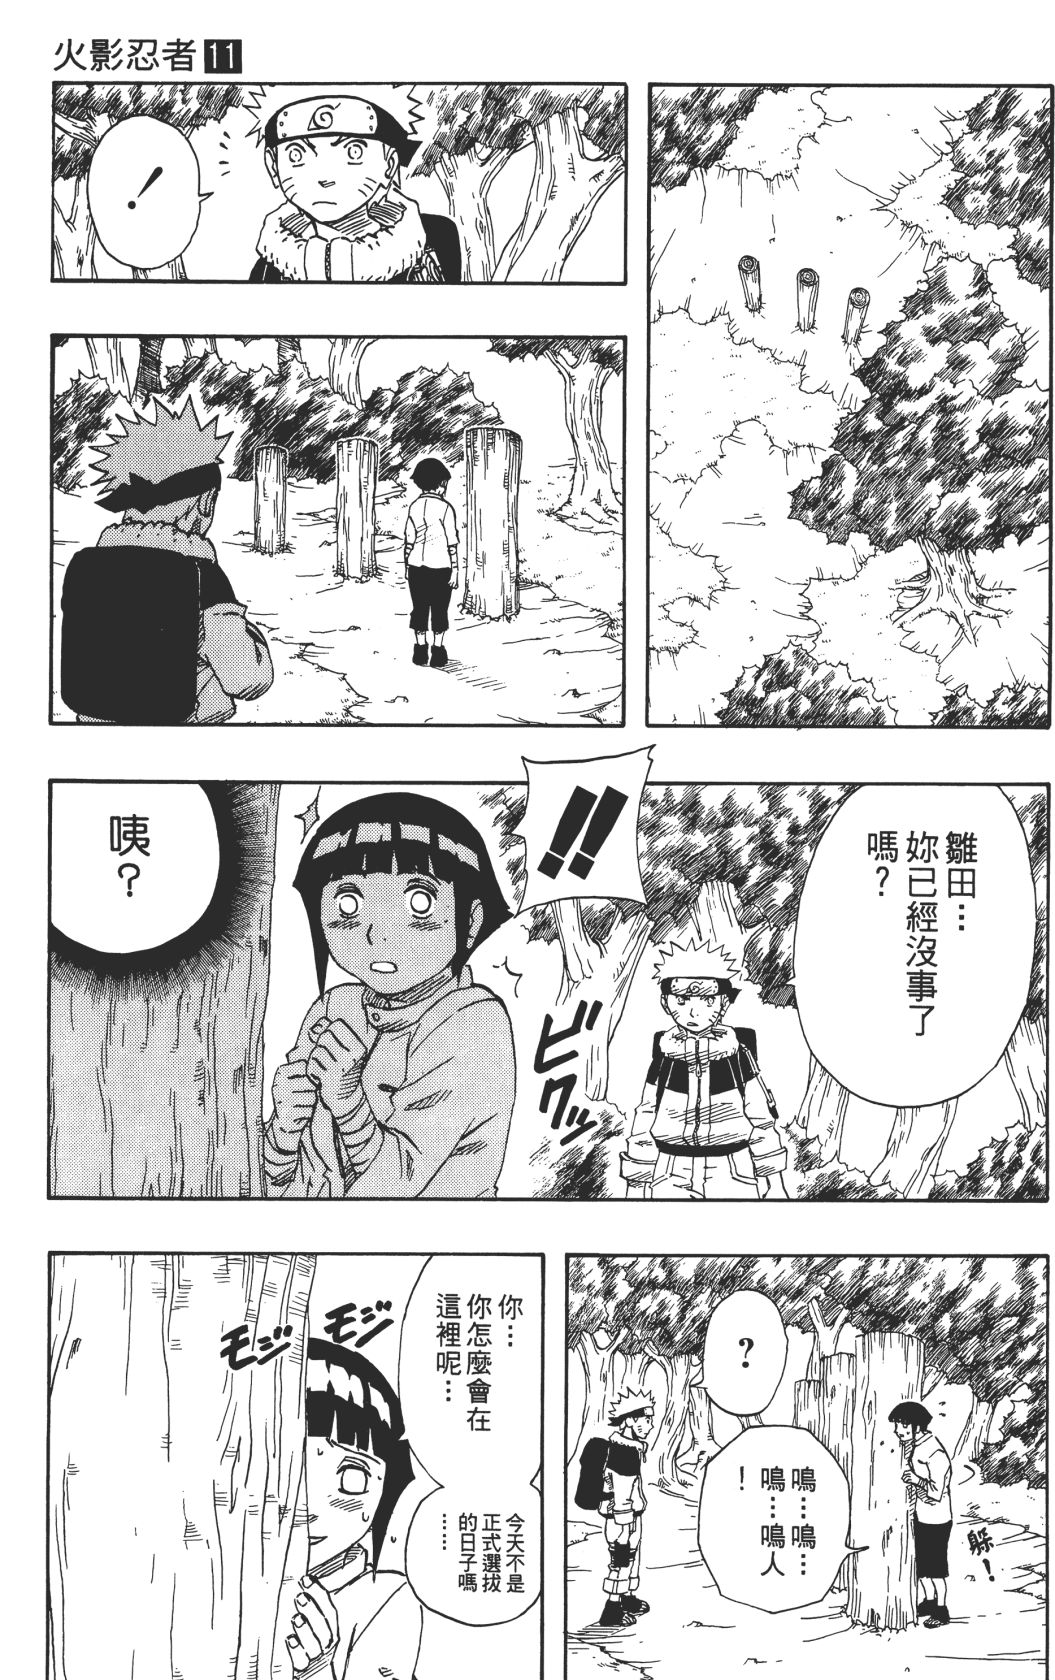 火影忍者 11
！
雛田…
妳已經沒事了
嗎？
!!
ビクッ
咦？
？
嗚…嗚…
嗚…嗚人
！
躲！
你…
你怎麼會在
這裡呢…
今天不是
正式選拔
的日子嗎
……
モジ
モジ